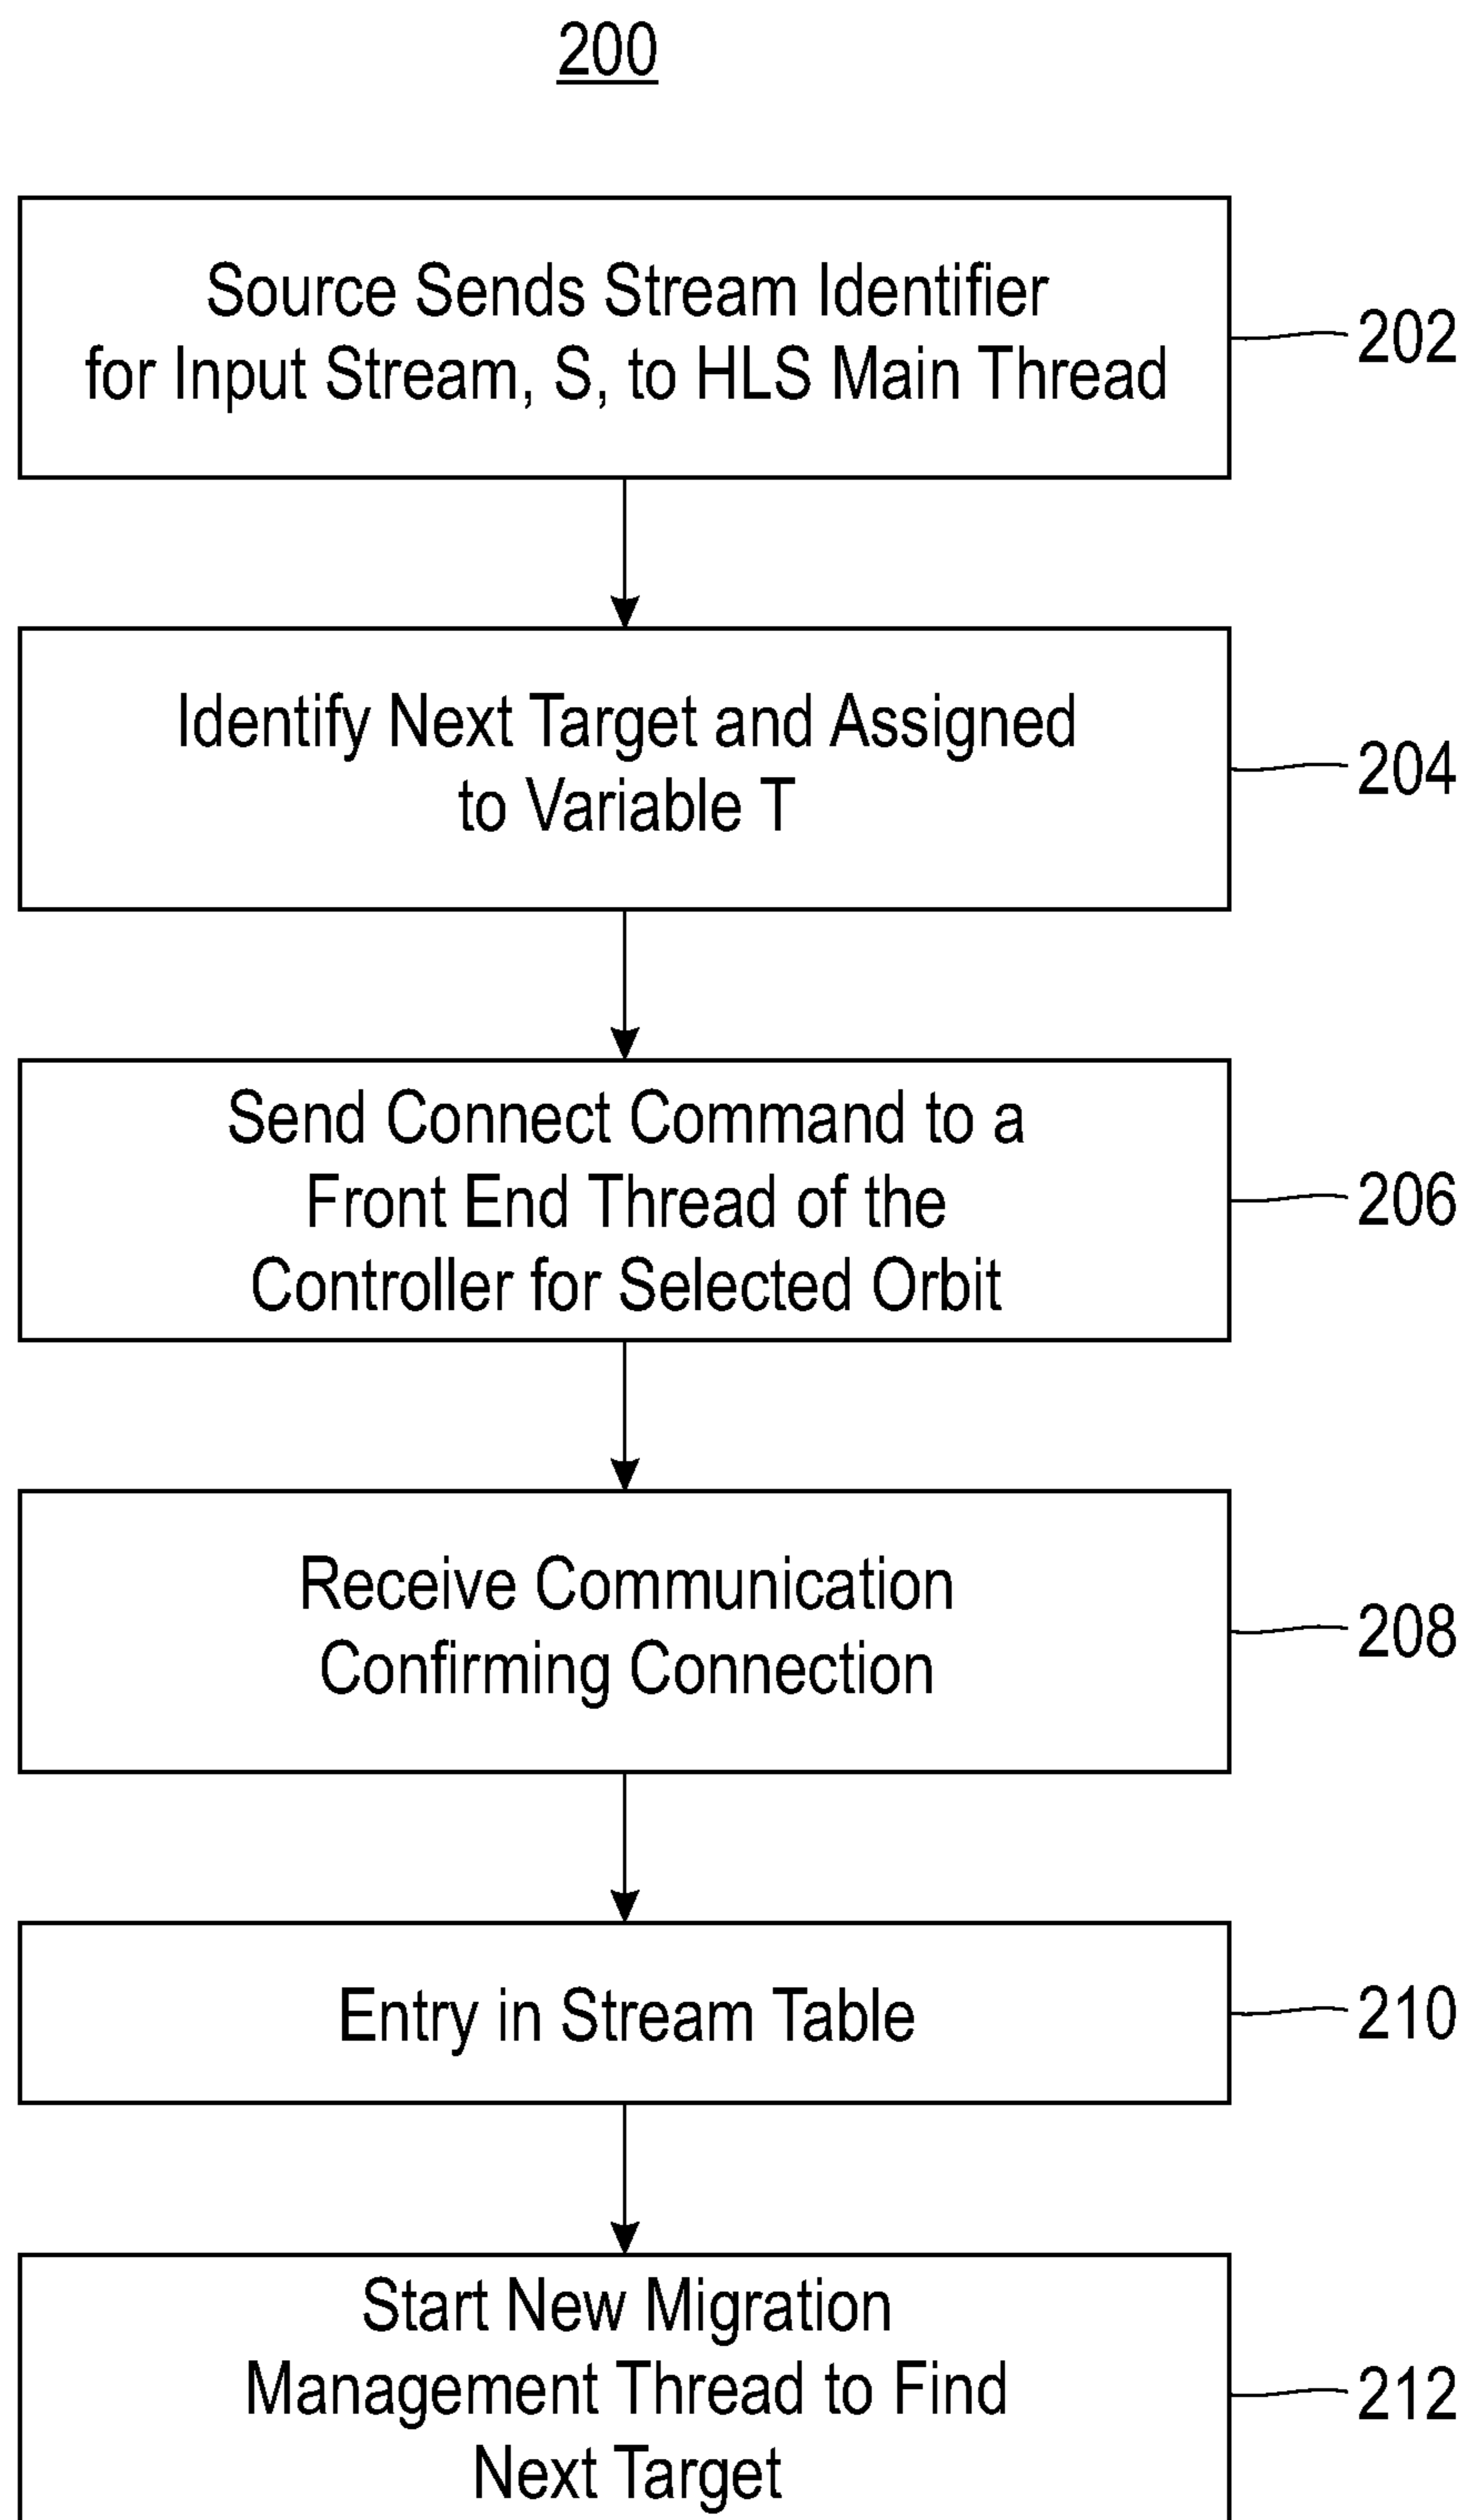 200
Source Sends Stream Identifier
for Input Stream, S, to HLS Main Thread
202
Identify Next Target and Assigned
to Variable T
204
Send Connect Command to a
Front End Thread of the
Controller for Selected Orbit
206
Receive Communication
Confirming Connection
208
Entry in Stream Table
210
Start New Migration
Management Thread to Find
Next Target
212